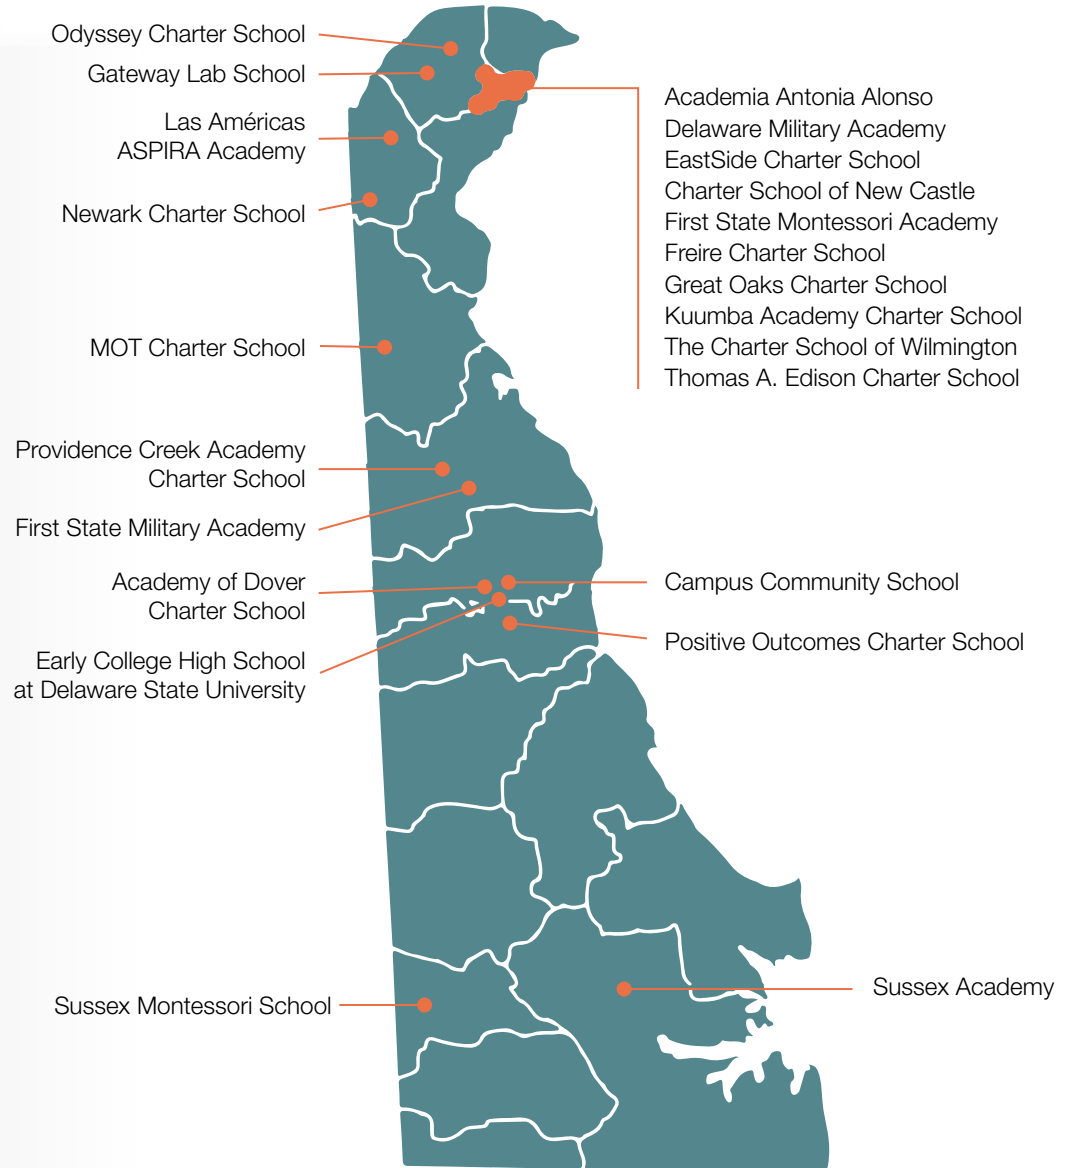 Odyssey Charter School
Gateway Lab School
Las Américas
ASPIRA Academy
Newark Charter School
MOT Charter School
Providence Creek Academy
Charter School
First State Military Academy
Academy of Dover
Charter School
Early College High School
at Delaware State University
Sussex Montessori School
Academia Antonia Alonso
Delaware Military Academy
EastSide Charter School
Charter School of New Castle
First State Montessori Academy
Freire Charter School
Great Oaks Charter School
Kuumba Academy Charter School
The Charter School of Wilmington
Thomas A. Edison Charter School
Campus Community School
Positive Outcomes Charter School
Sussex Academy